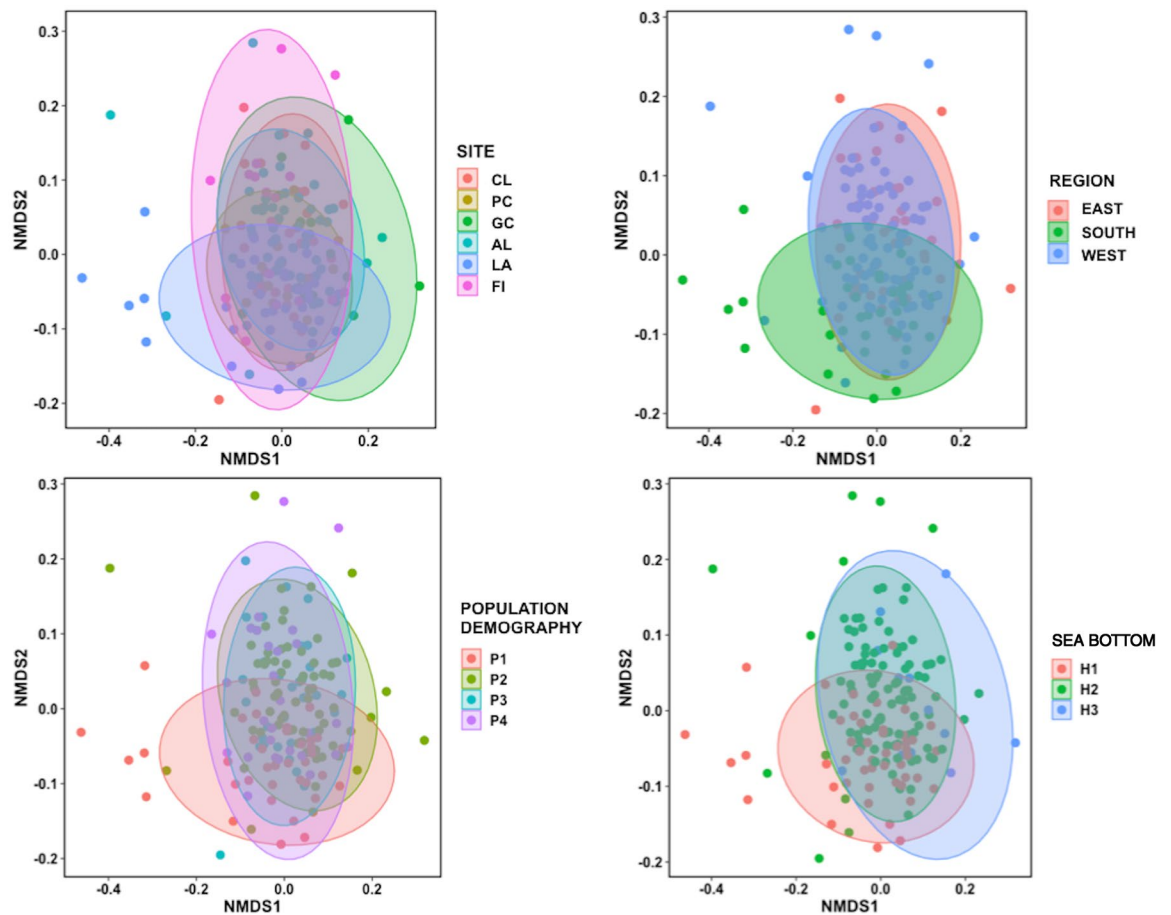 0.3
0.2
0.1
0.0
-0.1
-0.2
NMDS2
-0.4
-0.2
0.0
0.2
NMDS1
SITE
CL
PC
GC
AL
LA
FI
0.3
0.2
0.1
0.0
-0.1
-0.2
NMDS2
-0.4
-0.2
0.0
0.2
NMDS1
REGION
EAST
SOUTH
WEST
0.3
0.2
0.1
0.0
-0.1
-0.2
NMDS2
-0.4
-0.2
0.0
0.2
NMDS1
POPULATION
DEMOGRAPHY
P1
P2
P3
P4
0.3
0.2
0.1
0.0
-0.1
-0.2
NMDS2
-0.4
-0.2
0.0
0.2
NMDS1
SEA BOTTOM
H1
H2
H3